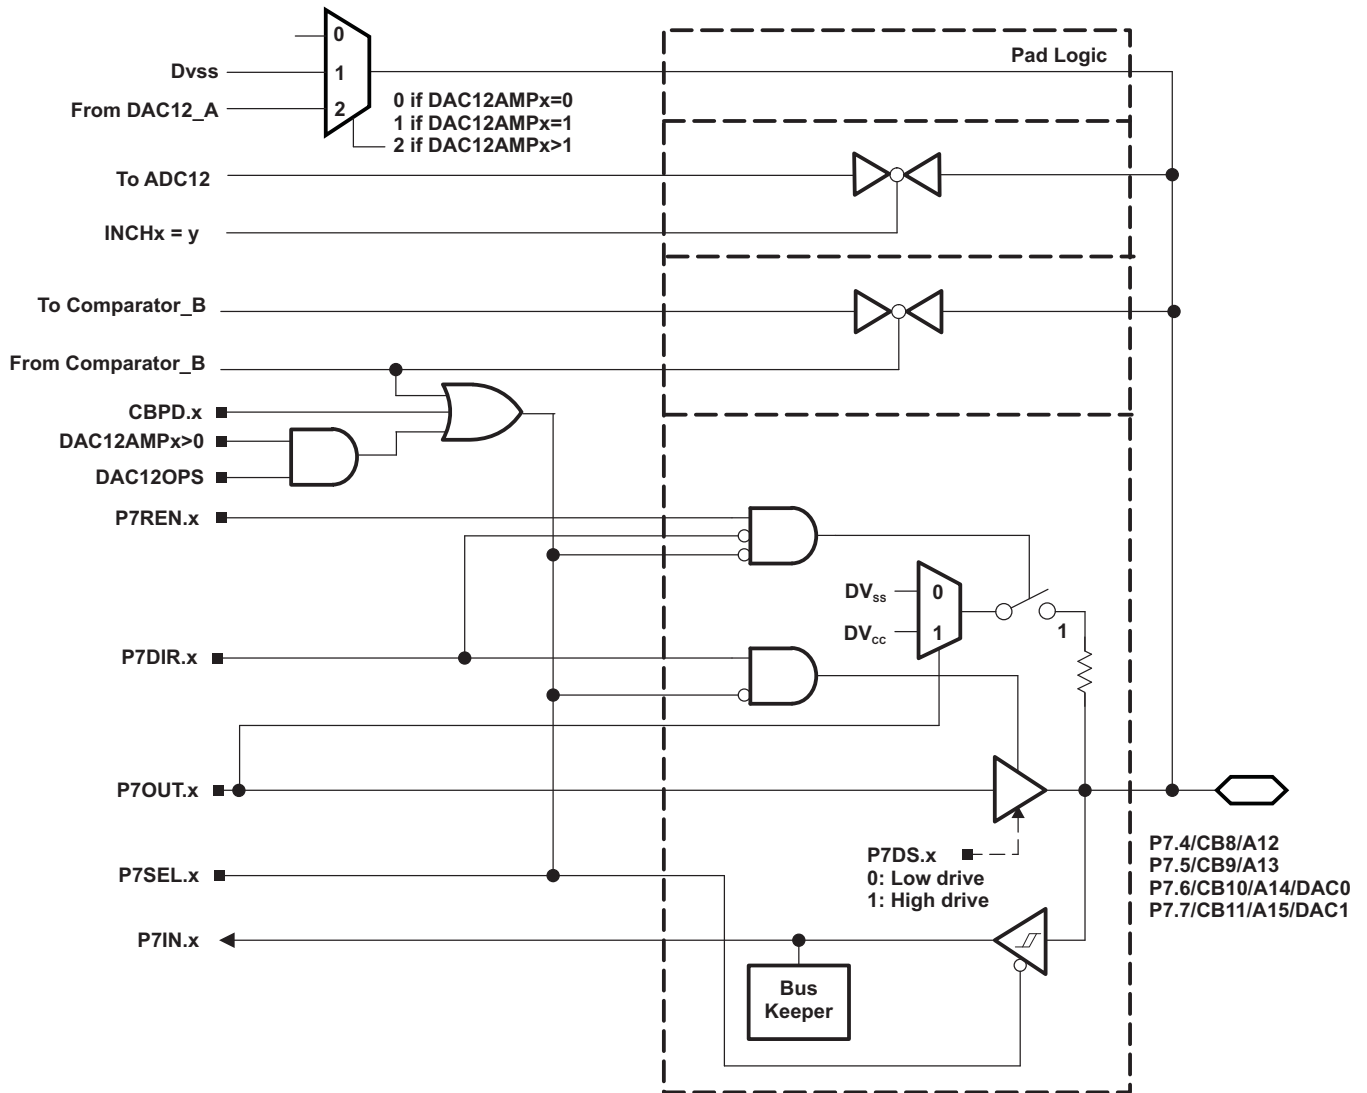 0
Pad Logic
Dvss
1
From DAC12_A
2
0 if DAC12AMPx=0
1 if DAC12AMPx=1
2 if DAC12AMPx>1
To ADC12
INCHx = y
To Comparator_B
From Comparator_B
CBPD.x
DAC12AMPx>0
DAC12OPS
P7REN.x
DVss
0
DVcc
1
1
P7DIR.x
P7OUT.x
P7DS.x
0: Low drive
1: High drive
P7.4/CB8/A12
P7.5/CB9/A13
P7.6/CB10/A14/DAC0
P7.7/CB11/A15/DAC1
P7SEL.x
P7IN.x
Bus
Keeper